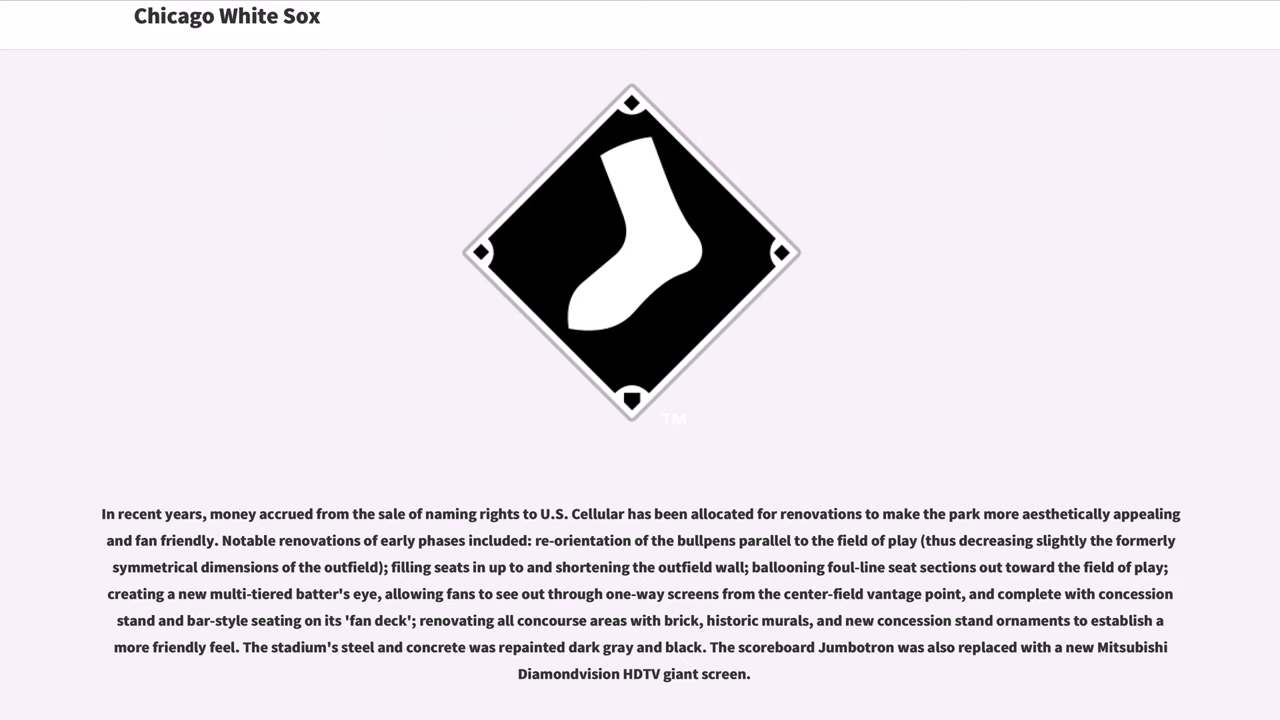 Chicago White Sox
TM
In recent years, money accrued from the sale of naming rights to U.S. Cellular has been allocated for renovations to make the park more aesthetically appealing
and fan friendly. Notable renovations of early phases included: re-orientation of the bullpens parallel to the field of play (thus decreasing slightly the formerly
symmetrical dimensions of the outfield); filling seats in up to and shortening the outfield wall; ballooning foul-line seat sections out toward the field of play;
creating a new multi-tiered batter's eye, allowing fans to see out through one-way screens from the center-field vantage point, and complete with concession
stand and bar-style seating on its 'fan deck'; renovating all concourse areas with brick, historic murals, and new concession stand ornaments to establish a
more friendly feel. The stadium's steel and concrete was repainted dark gray and black. The scoreboard Jumbotron was also replaced with a new Mitsubishi
Diamondvision HDTV giant screen.